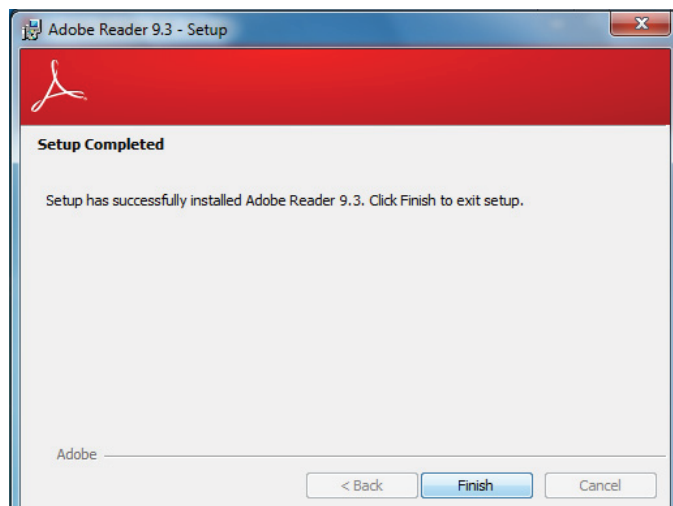 Adobe Reader 9.3 - Setup
Setup Completed
Setup has successfully installed Adobe Reader 9.3. Click Finish to exit setup.
Adobe
< Back Finish Cancel